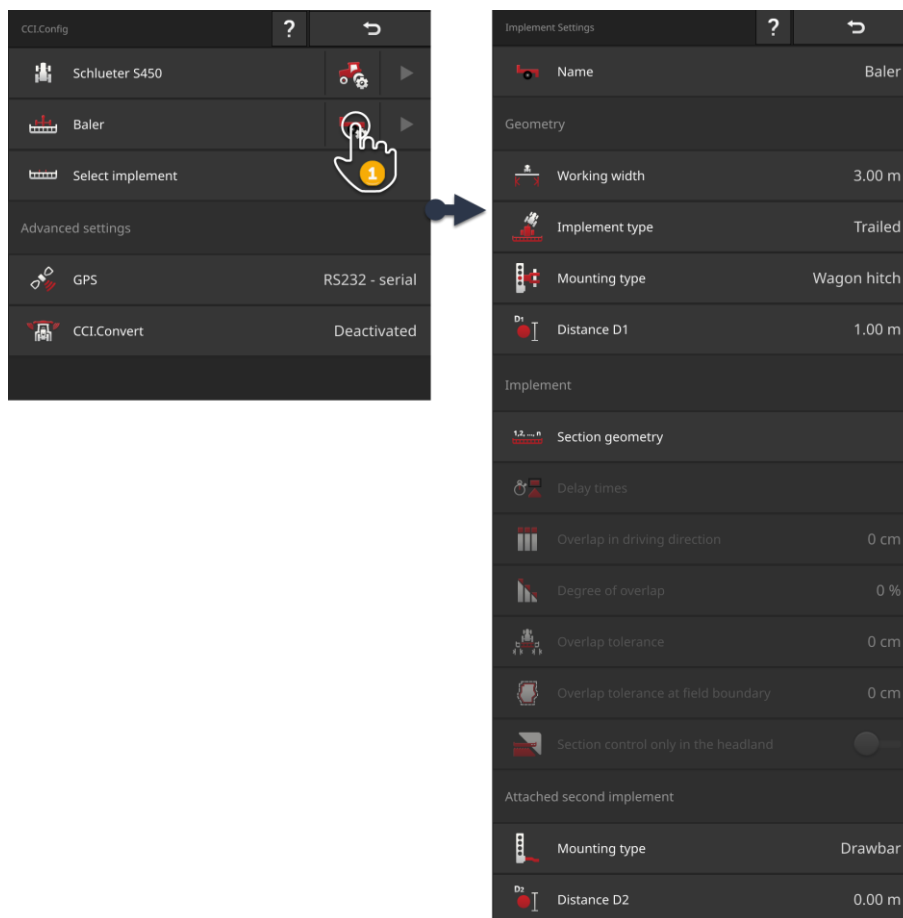 CCI.Config ?
Schlueter S450
Baler
1
Select implement
Advanced settings
GPS RS232 - serial
CCI.Convert Deactivated
Implement Settings ?
Name Baler
Geometry
Working width 3.00 m
Implement type Trailed
Mounting type Wagon hitch
D1
Distance D1 1.00 m
Implement
1,2, ..., n
Section geometry
Delay times
Overlap in driving direction 0 cm
Degree of overlap 0 %
Overlap tolerance 0 cm
Overlap tolerance at field boundary 0 cm
Section control only in the headland
Attached second implement
Mounting type Drawbar
D2
Distance D2 0.00 m